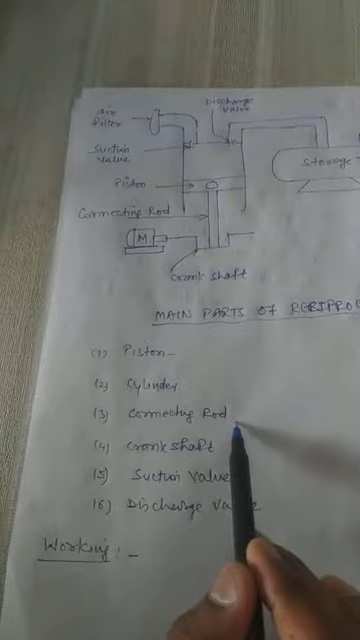 Air
Filter
Discharge
Valve
Suction
Valve
Storage
Piston
Connecting Rod
M
Crank shaft
MAIN PARTS OF RECIPRO
(1) Piston -
(2) Cylinder
(3) Connecting Rod
(4) Crank shaft
(5) Suction Valve
(6) Discharge Valve
Working : -